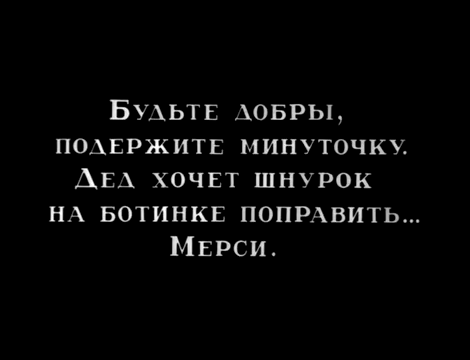 Будьте добры,
подержите минуточку.
Дед хочет шнурок
на ботинке поправить...
Мерси.